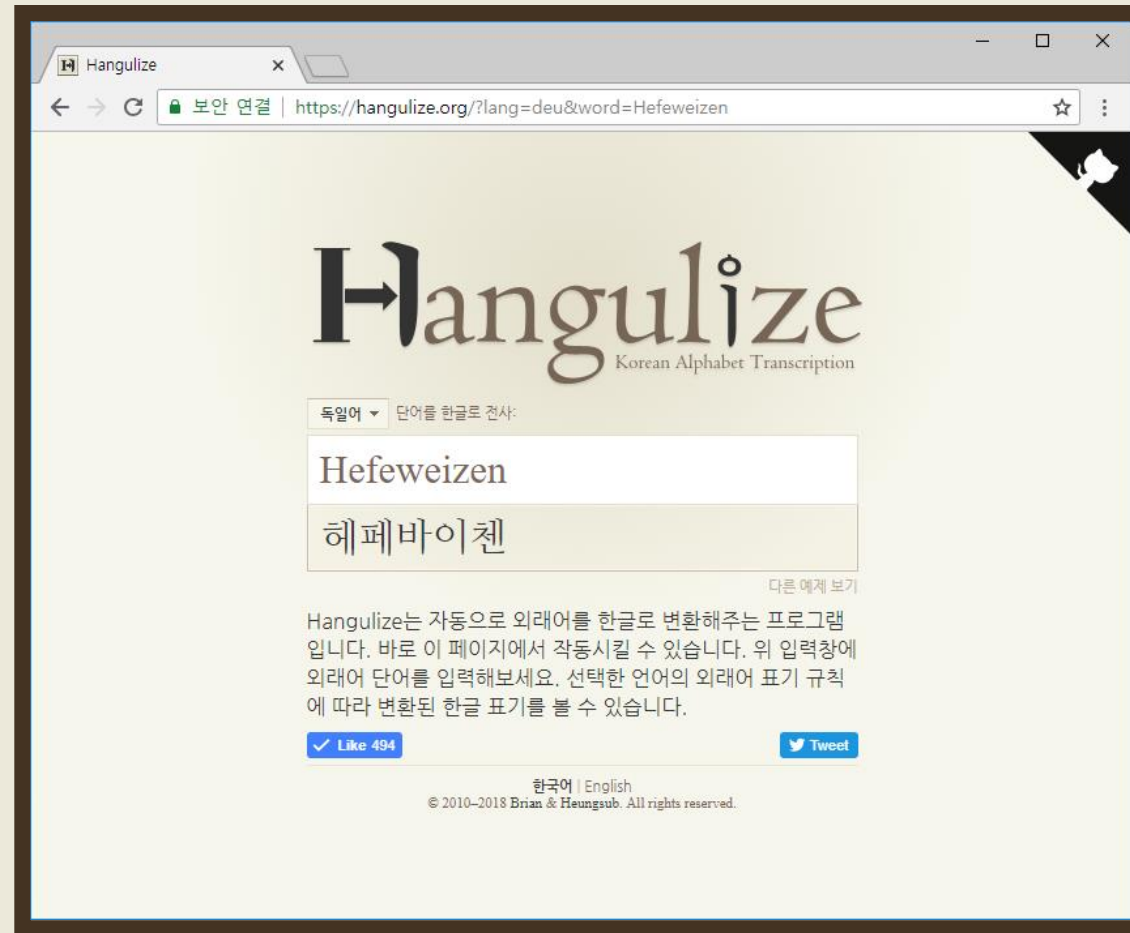 Hangulize
보안 연결 | https://hangulize.org/?lang=deu&word=Hefeweizen
Hangulize
Korean Alphabet Transcription
독일어 단어를 한글로 전사:
Hefeweizen
헤페바이첸
다른 예제 보기
Hangulize는 자동으로 외래어를 한글로 변환해주는 프로그램
입니다. 바로 이 페이지에서 작동시킬 수 있습니다. 위 입력창에
외래어 단어를 입력해보세요. 선택한 언어의 외래어 표기 규칙
에 따라 변환된 한글 표기를 볼 수 있습니다.
Like 494 Tweet
한국어 | English
© 2010–2018 Brian & Heungsub. All rights reserved.